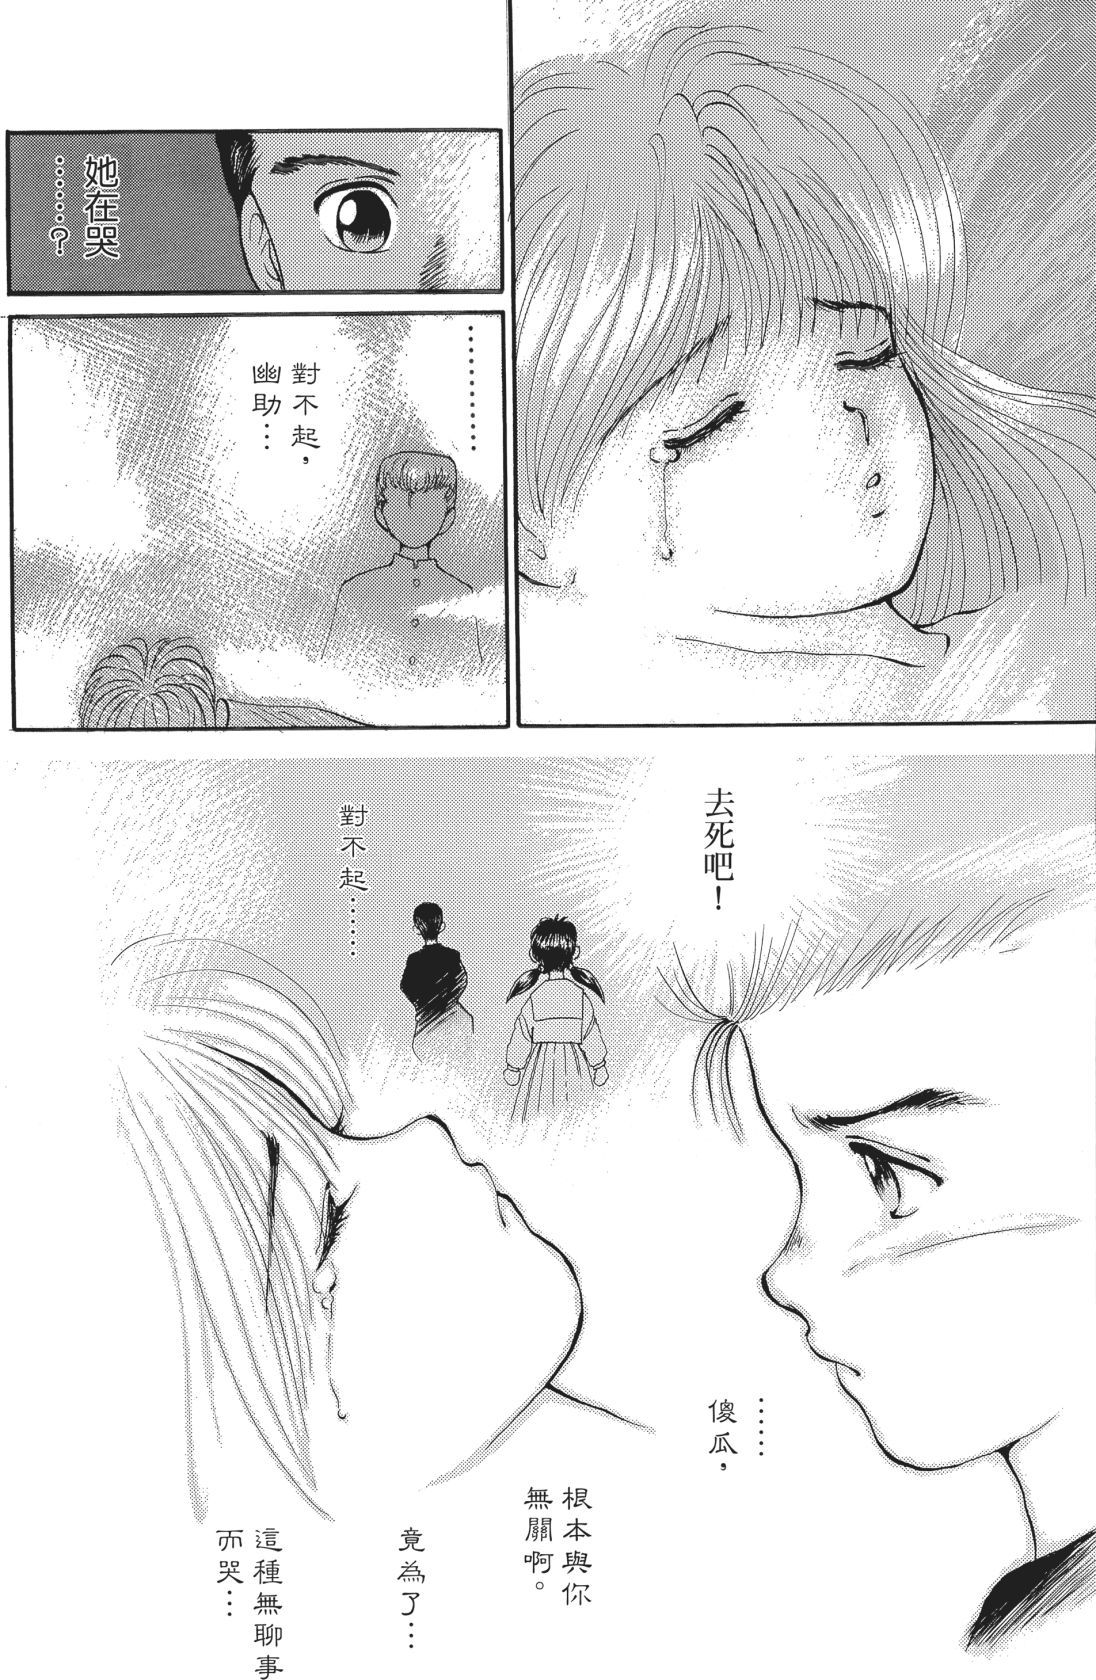 她在哭
……？
………
對不起，
幽助…
去死吧！
對不起……
……
傻瓜，
根本與你
無關啊。
竟為了…
這種無聊事
而哭…